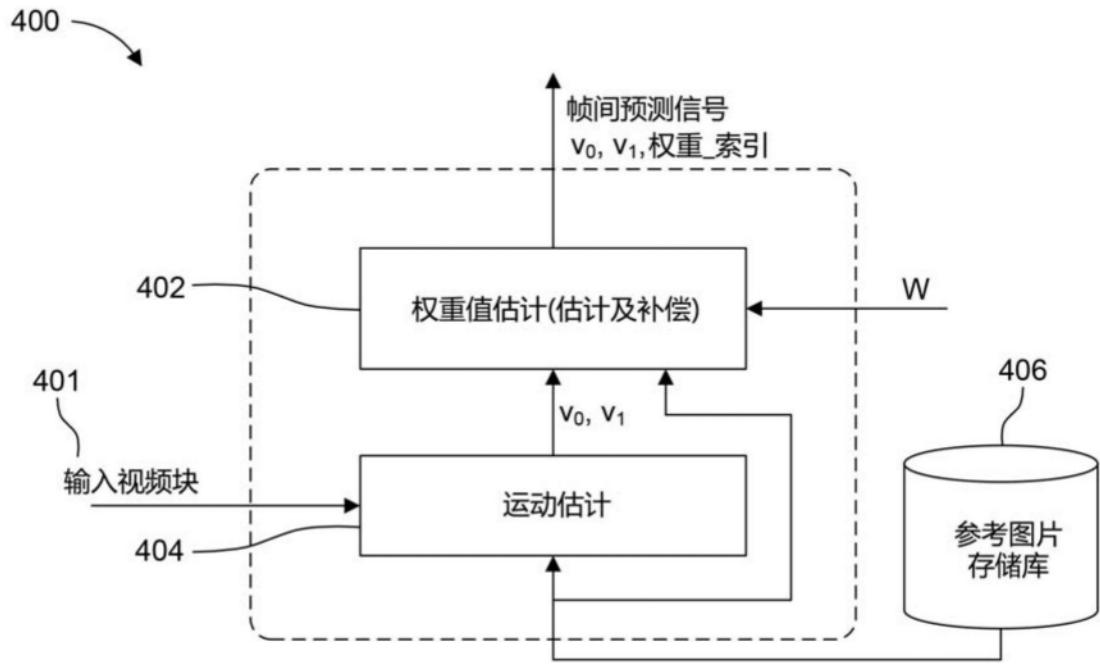 400
帧间预测信号
v₀, v₁,权重_索引
402
权重值估计(估计及补偿)
W
401
406
v₀, v₁
输入视频块
运动估计
404
参考图片
存储库